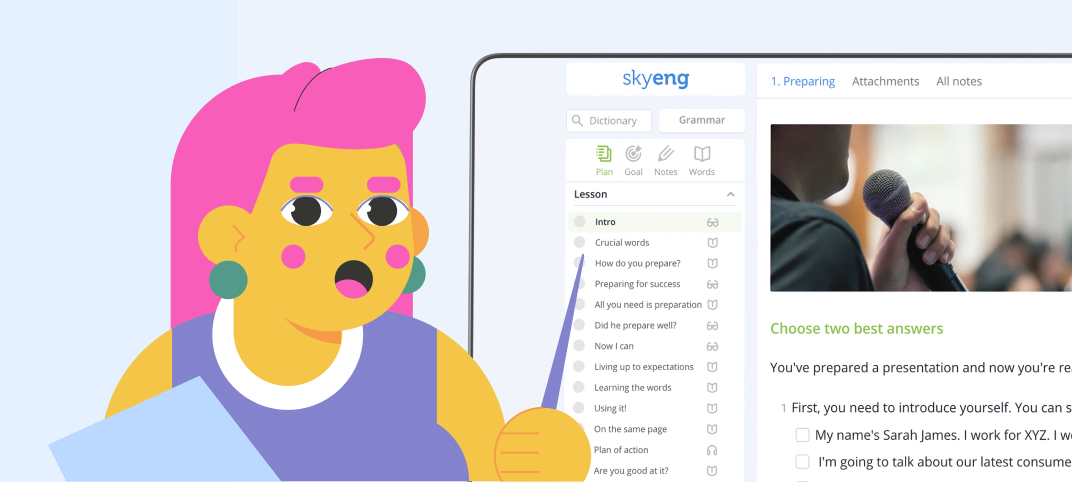 skyeng
Dictionary
Grammar
Plan
Goal
Notes
Words
Lesson
Intro
Crucial words
How do you prepare?
Preparing for success
All you need is preparation
Did he prepare well?
Now I can
Living up to expectations
Learning the words
Using it!
On the same page
Plan of action
Are you good at it?
1. Preparing
Attachments
All notes
Choose two best answers
You've prepared a presentation and now you're
1 First, you need to introduce yourself. You can
My name's Sarah James. I work for XYZ. I
I'm going to talk about our latest